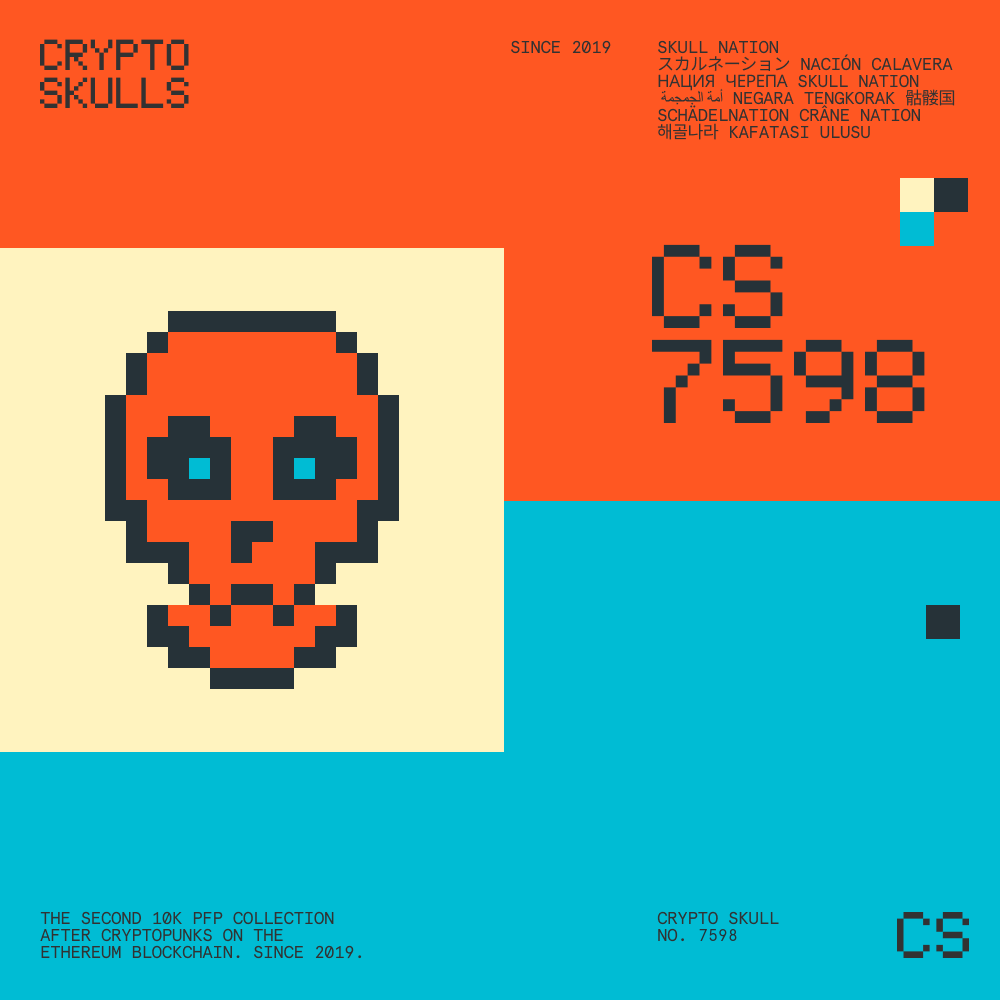 CRYPTO
SKULLS
SINCE 2019
SKULL NATION
スカルネーション NACIÓN CALAVERA
НАЦИЯ ЧЕРЕПА SKULL NATION
أمة الجمجمة NEGARA TENGKORAK 骷髅国
SCHÄDELNATION CRÂNE NATION
해골나라 KAFATASI ULUSU
CS
7598
THE SECOND 10K PFP COLLECTION
AFTER CRYPTOPUNKS ON THE
ETHEREUM BLOCKCHAIN. SINCE 2019.
CRYPTO SKULL
NO. 7598
CS